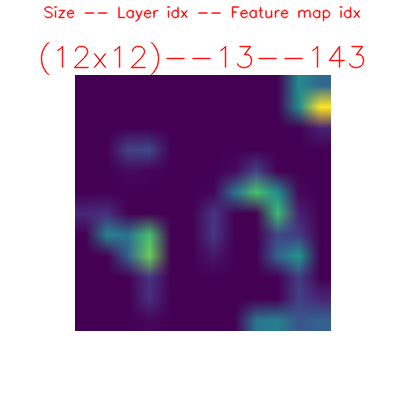 Size -- Layer idx -- Feature map idx
(12x12)--13--143